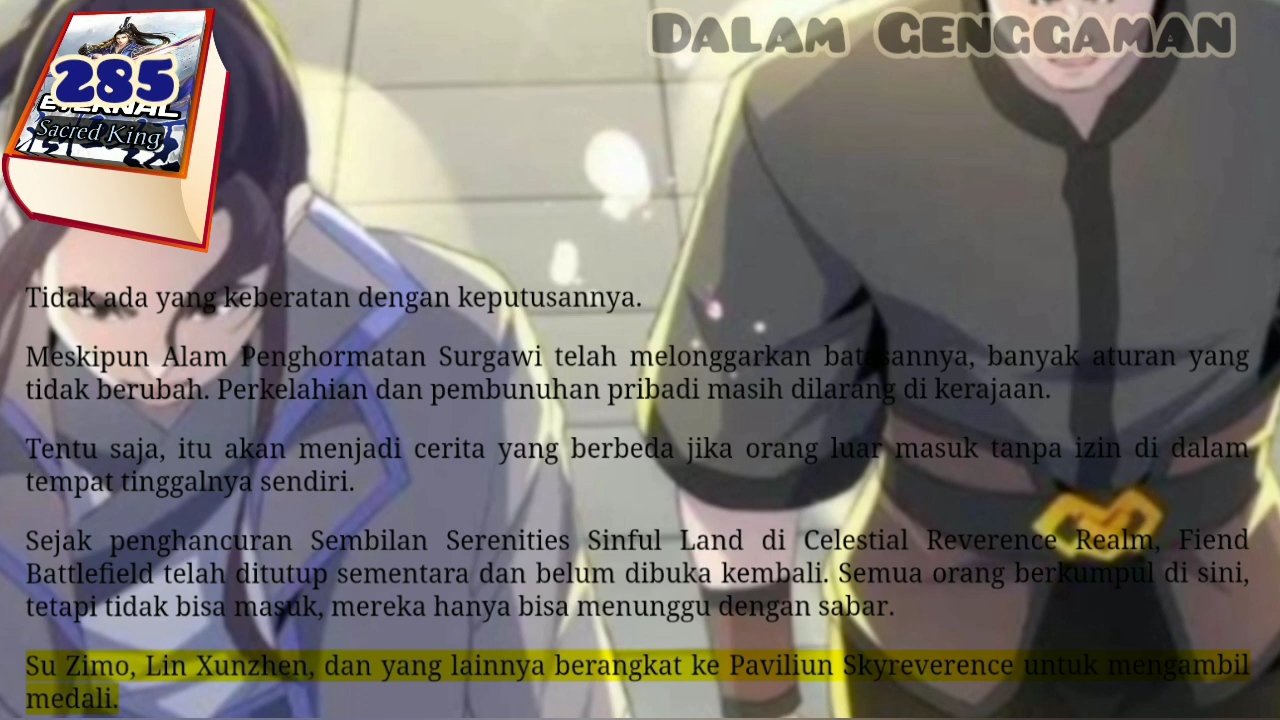 DALAM GENGGAMAN
285
ETERNAL
Sacred King
Tidak ada yang keberatan dengan keputusannya.
Meskipun Alam Penghormatan Surgawi telah melonggarkan batasannya, banyak aturan yang
tidak berubah. Perkelahian dan pembunuhan pribadi masih dilarang di kerajaan.
Tentu saja, itu akan menjadi cerita yang berbeda jika orang luar masuk tanpa izin di dalam
tempat tinggalnya sendiri.
Sejak penghancuran Sembilan Serenities Sinful Land di Celestial Reverence Realm, Fiend
Battlefield telah ditutup sementara dan belum dibuka kembali. Semua orang berkumpul di sini,
tetapi tidak bisa masuk, mereka hanya bisa menunggu dengan sabar.
Su Zimo, Lin Xunzhen, dan yang lainnya berangkat ke Paviliun Skyreverence untuk mengambil
medali.